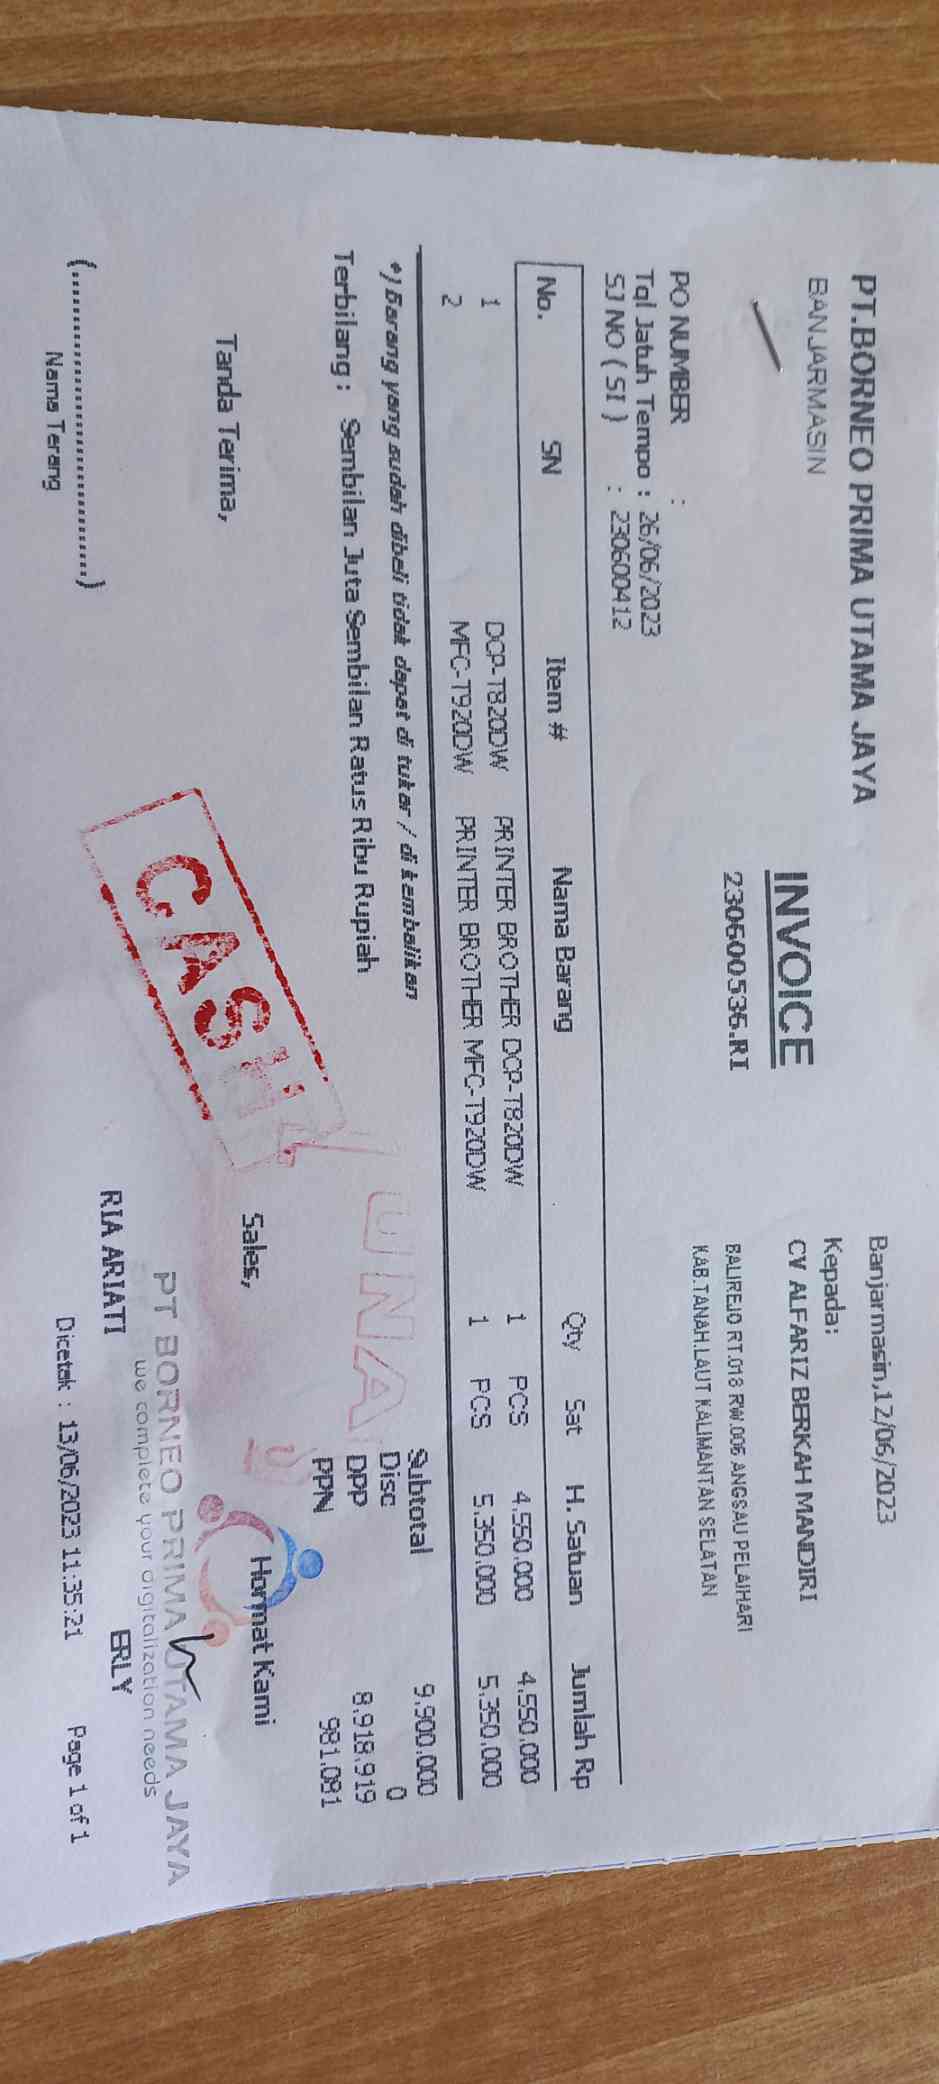 PT.BORNEO PRIMA UTAMA JAYA
BANJARMASIN
INVOICE
230600536.RI
Banjarmasin,12/06/2023
Kepada:
CV ALFARIZ BERKAH MANDIRI
BALIREJO RT.018 RW.006 ANGSAU PELAIHARI
KAB.TANAH.LAUT KALIMANTAN SELATAN
PO NUMBER :
Tgl Jatuh Tempo : 26/06/2023
SJ NO ( SI ) : 230600412
No. SN Item # Nama Barang Qty Sat H. Satuan Jumlah Rp
1 DCP-T820DW PRINTER BROTHER DCP-T820DW 1 PCS 4.550.000 4.550.000
2 MFC-T920DW PRINTER BROTHER MFC-T920DW 1 PCS 5.350.000 5.350.000
*) Barang yang sudah dibeli tidak dapat di tukar / di kembalikan
Terbilang : Sembilan Juta Sembilan Ratus Ribu Rupiah
Subtotal 9.900.000
Disc 0
DPP 8.918.919
PPN 981.081
UNA
CASH
Tanda Terima, Sales, Hormat Kami
PT BORNEO PRIMA UTAMA JAYA
we complete your digitalization needs
(..............................) RIA ARIATI ERLY
Nama Terang
Dicetak : 13/06/2023 11:35:21 Page 1 of 1